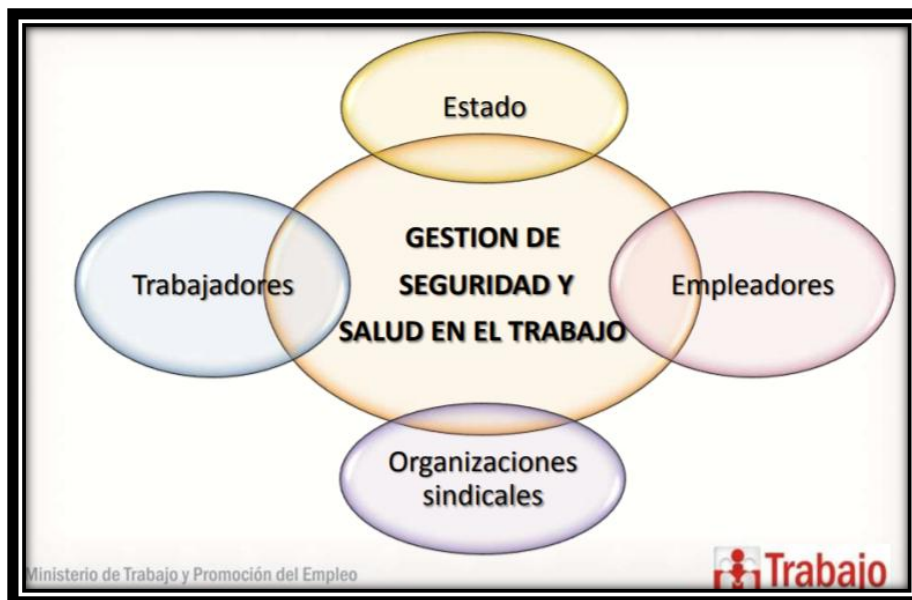 Estado
Trabajadores
GESTION DE
SEGURIDAD Y
SALUD EN EL TRABAJO
Empleadores
Organizaciones
sindicales
Ministerio de Trabajo y Promoción del Empleo
Trabajo